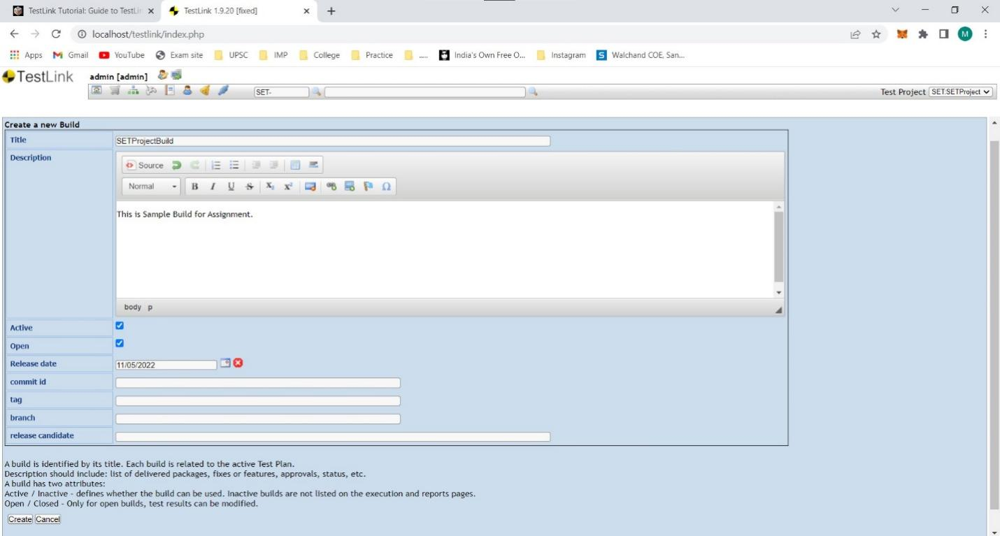 TestLink Tutorial: Guide to TestLin
TestLink 1.9.20 [fixed]
localhost/testlink/index.php
M
Apps Gmail YouTube Exam site UPSC IMP College Practice ..... India's Own Free O... Instagram S Walchand COE, San...
TestLink admin [admin]
SET- Test Project SET:SETProject
Create a new Build
Title SETProjectBuild
Description
Source
Normal B I U S X₂ X² Ω
This is Sample Build for Assignment.
body p
Active
Open
Release date 11/05/2022
commit id
tag
branch
release candidate
A build is identified by its title. Each build is related to the active Test Plan.
Description should include: list of delivered packages, fixes or features, approvals, status, etc.
A build has two attributes:
Active / Inactive - defines whether the build can be used. Inactive builds are not listed on the execution and reports pages.
Open / Closed - Only for open builds, test results can be modified.
Create Cancel